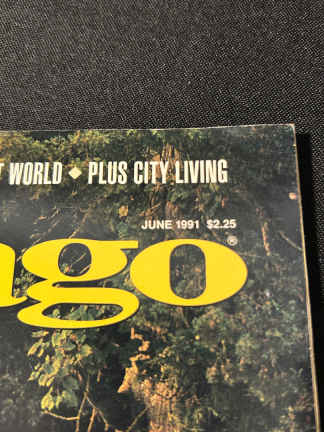 WORLD ◆ PLUS CITY LIVING
JUNE 1991 $2.25
ago®